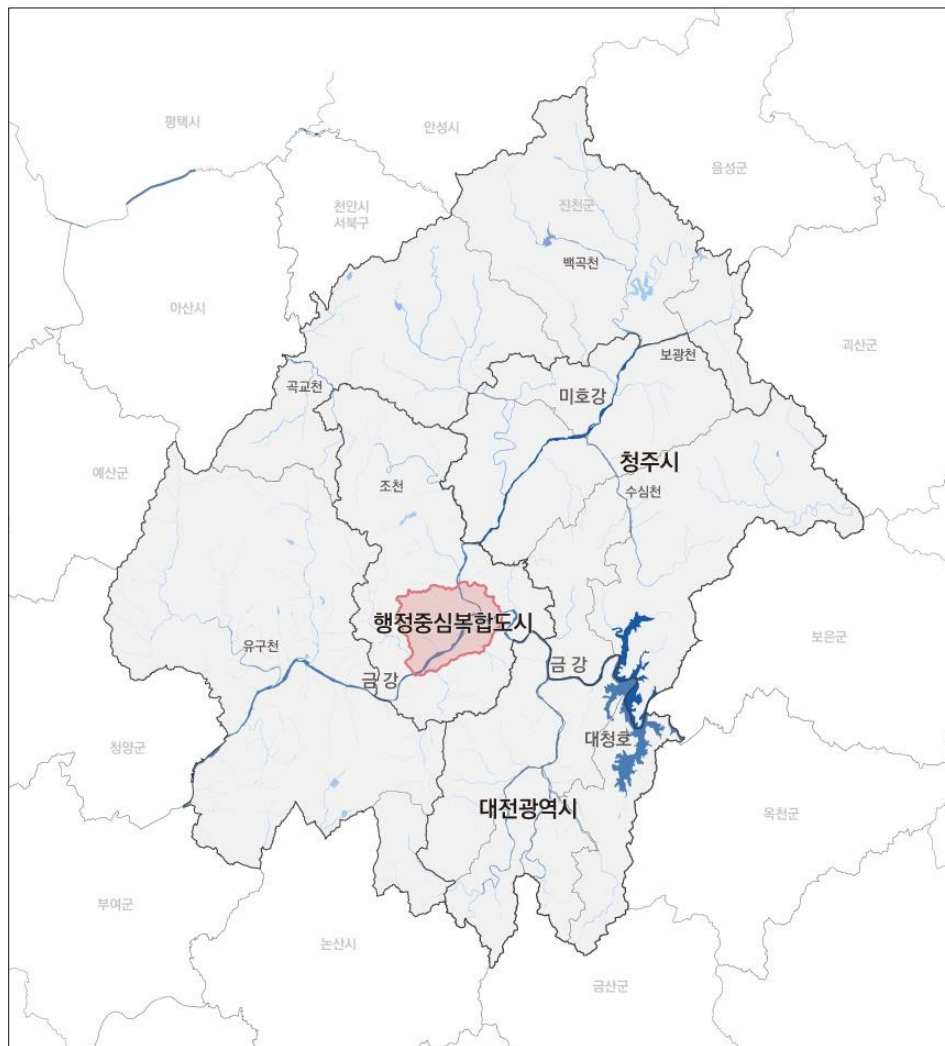 평택시
안성시
음성군
천안시
서북구
진천군
백곡천
아산시
괴산군
보광천
곡교천
미호강
청주시
예산군
조천
수심천
행정중심복합도시
보은군
유구천
금 강
금 강
대청호
청양군
대전광역시
옥천군
부여군
논산시
금산군